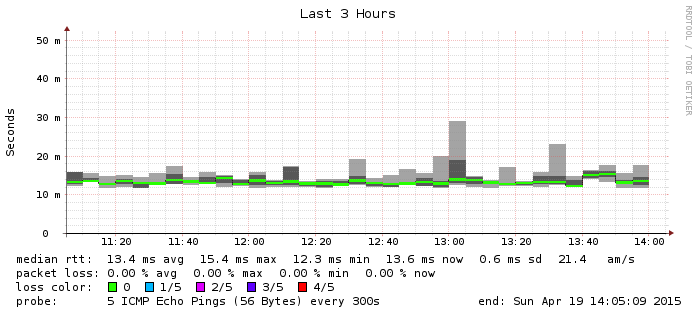 Last 3 Hours
RRDTOOL / TOBI OETIKER
Seconds
50 m
40 m
30 m
20 m
10 m
0
11:20 11:40 12:00 12:20 12:40 13:00 13:20 13:40 14:00
median rtt: 13.4 ms avg 15.4 ms max 12.3 ms min 13.6 ms now 0.6 ms sd 21.4 am/s
packet loss: 0.00 % avg 0.00 % max 0.00 % min 0.00 % now
loss color: 0 1/5 2/5 3/5 4/5
probe: 5 ICMP Echo Pings (56 Bytes) every 300s end: Sun Apr 19 14:05:09 2015